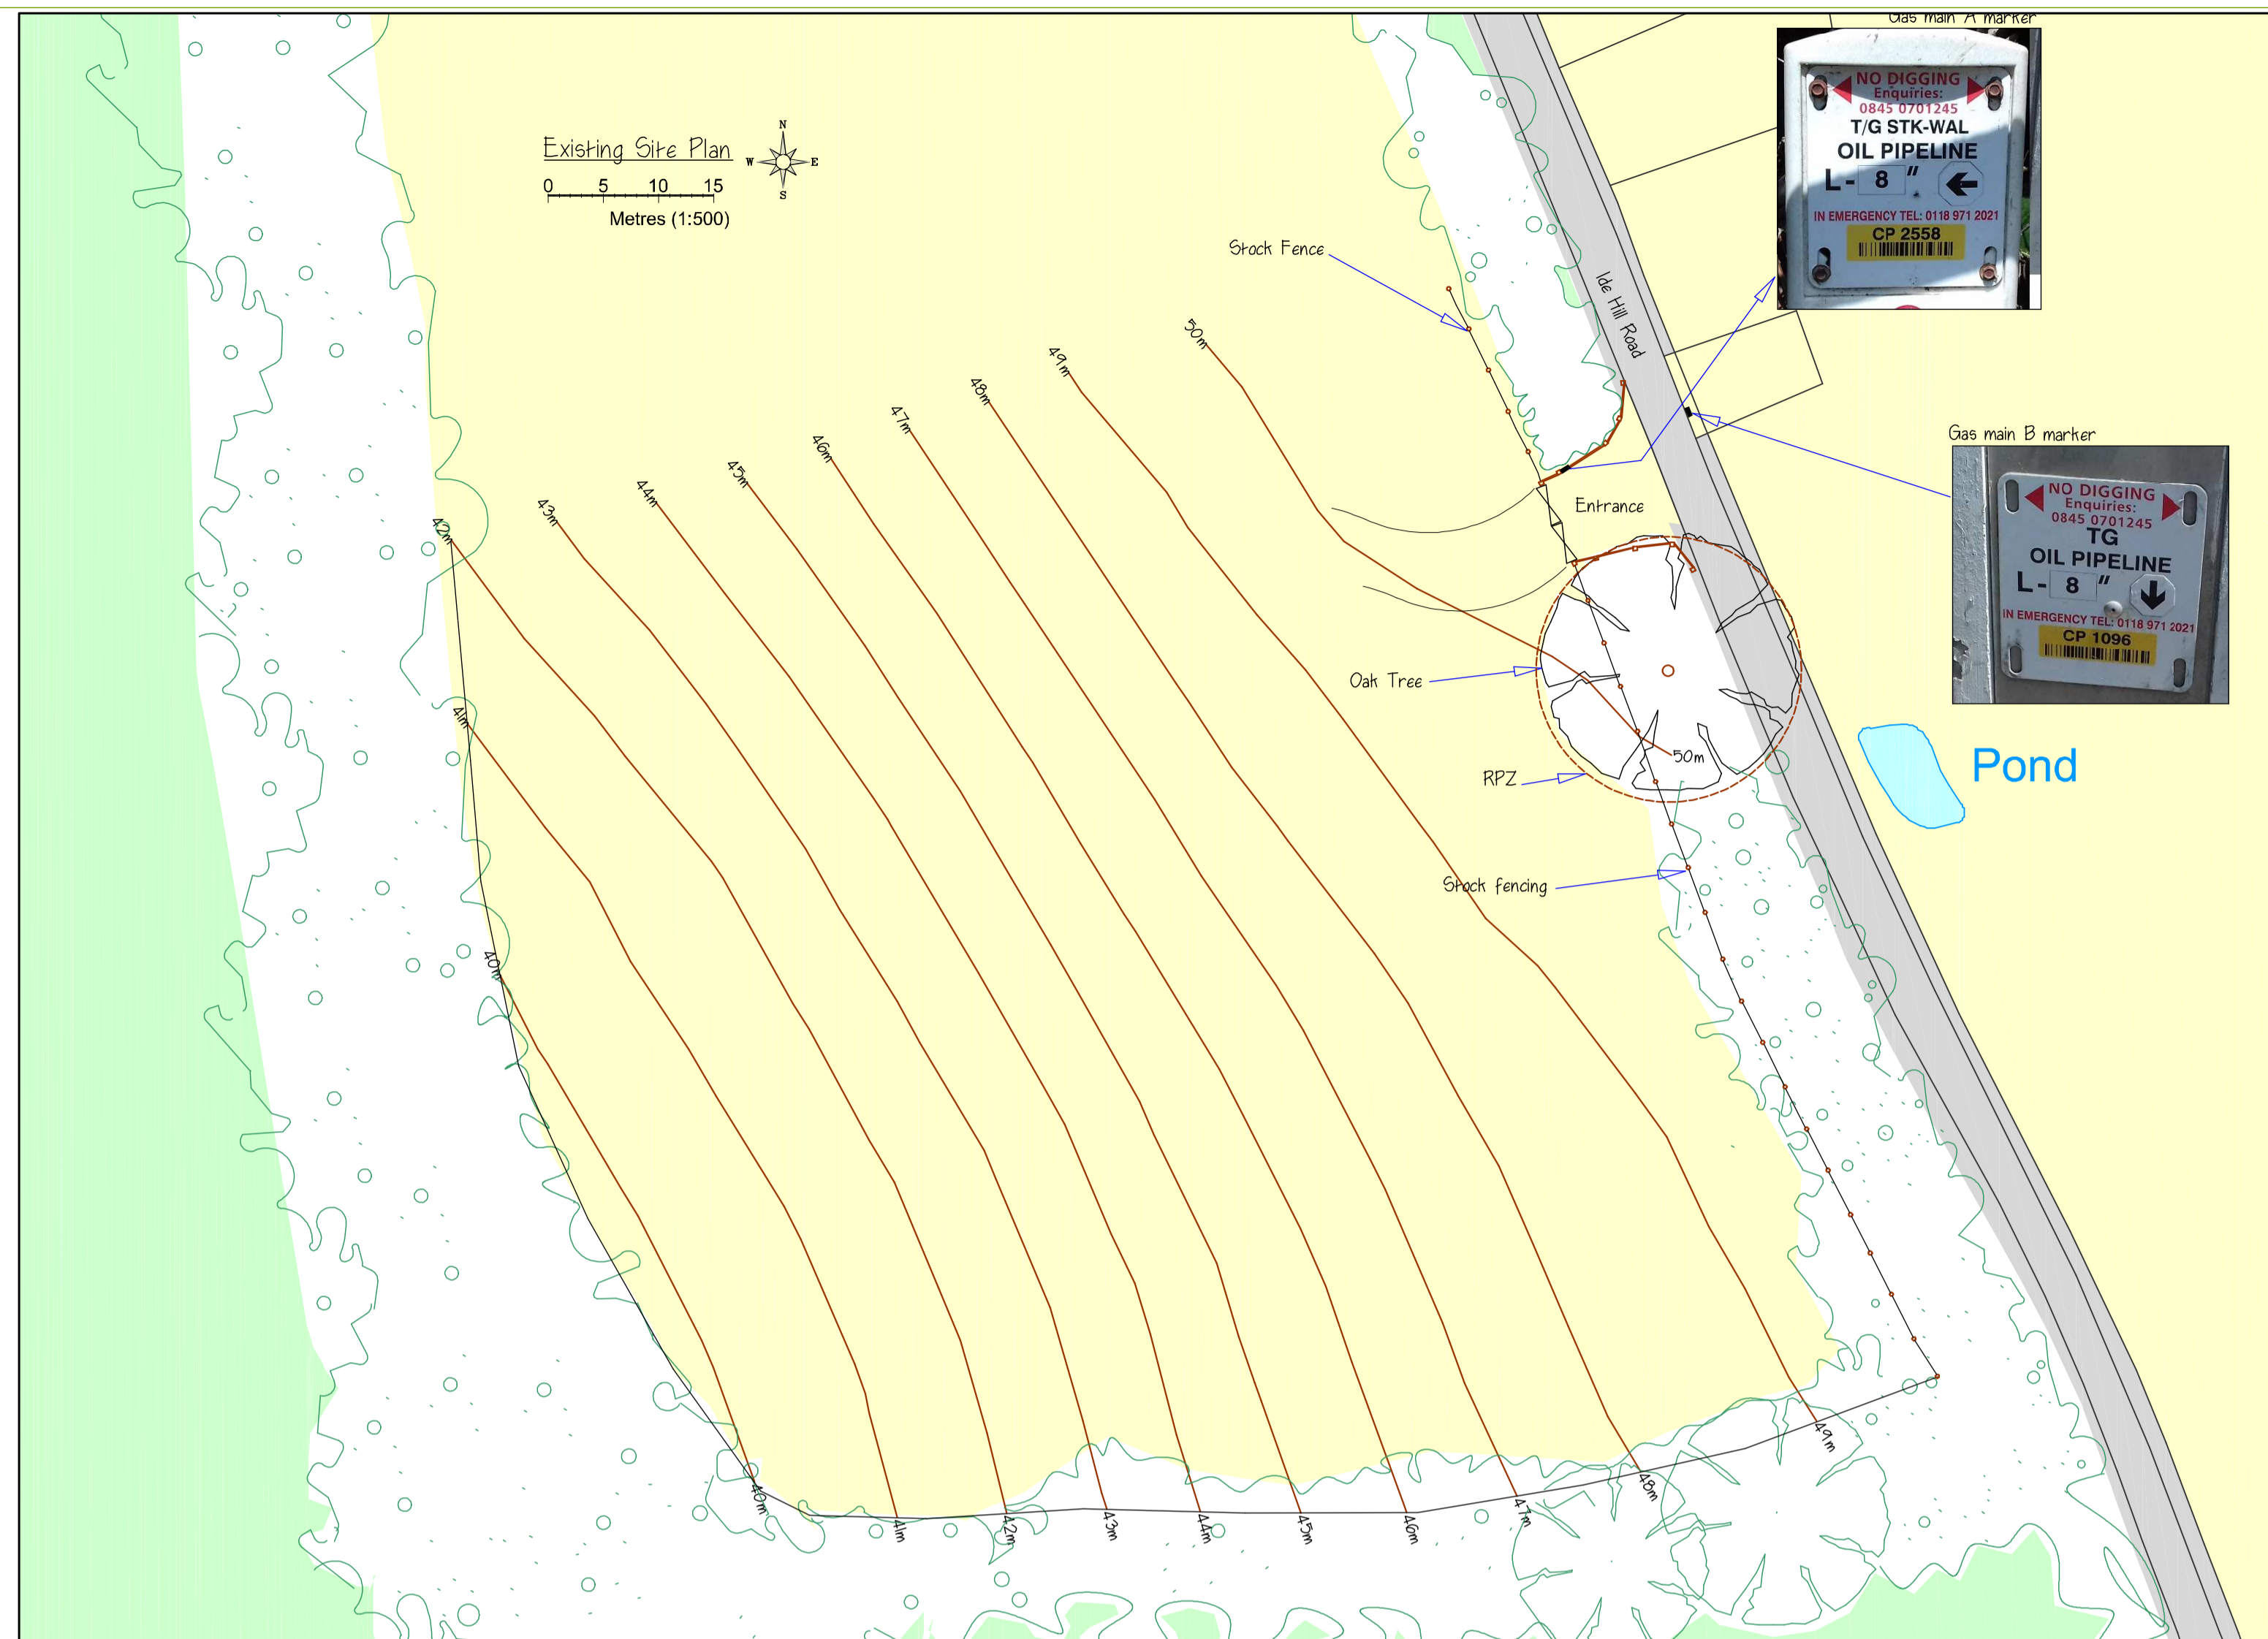 Gas main A marker
NO DIGGING
Enquiries:
0845 0701245
T/G STK-WAL
OIL PIPELINE
L- 8 "
IN EMERGENCY TEL: 0118 971 2021
CP 2558
Existing Site Plan
N
W E
S
0 5 10 15
Metres (1:500)
Stock Fence
Ide Hill Road
Gas main B marker
NO DIGGING
Enquiries:
0845 0701245
TG
OIL PIPELINE
L- 8 "
IN EMERGENCY TEL: 0118 971 2021
CP 1096
50m
49m
48m
47m
46m
45m
44m
43m
42m
41m
40m
Entrance
Oak Tree
50m
RPZ
Pond
Stock fencing
40m
41m
42m
43m
44m
45m
46m
47m
48m
49m